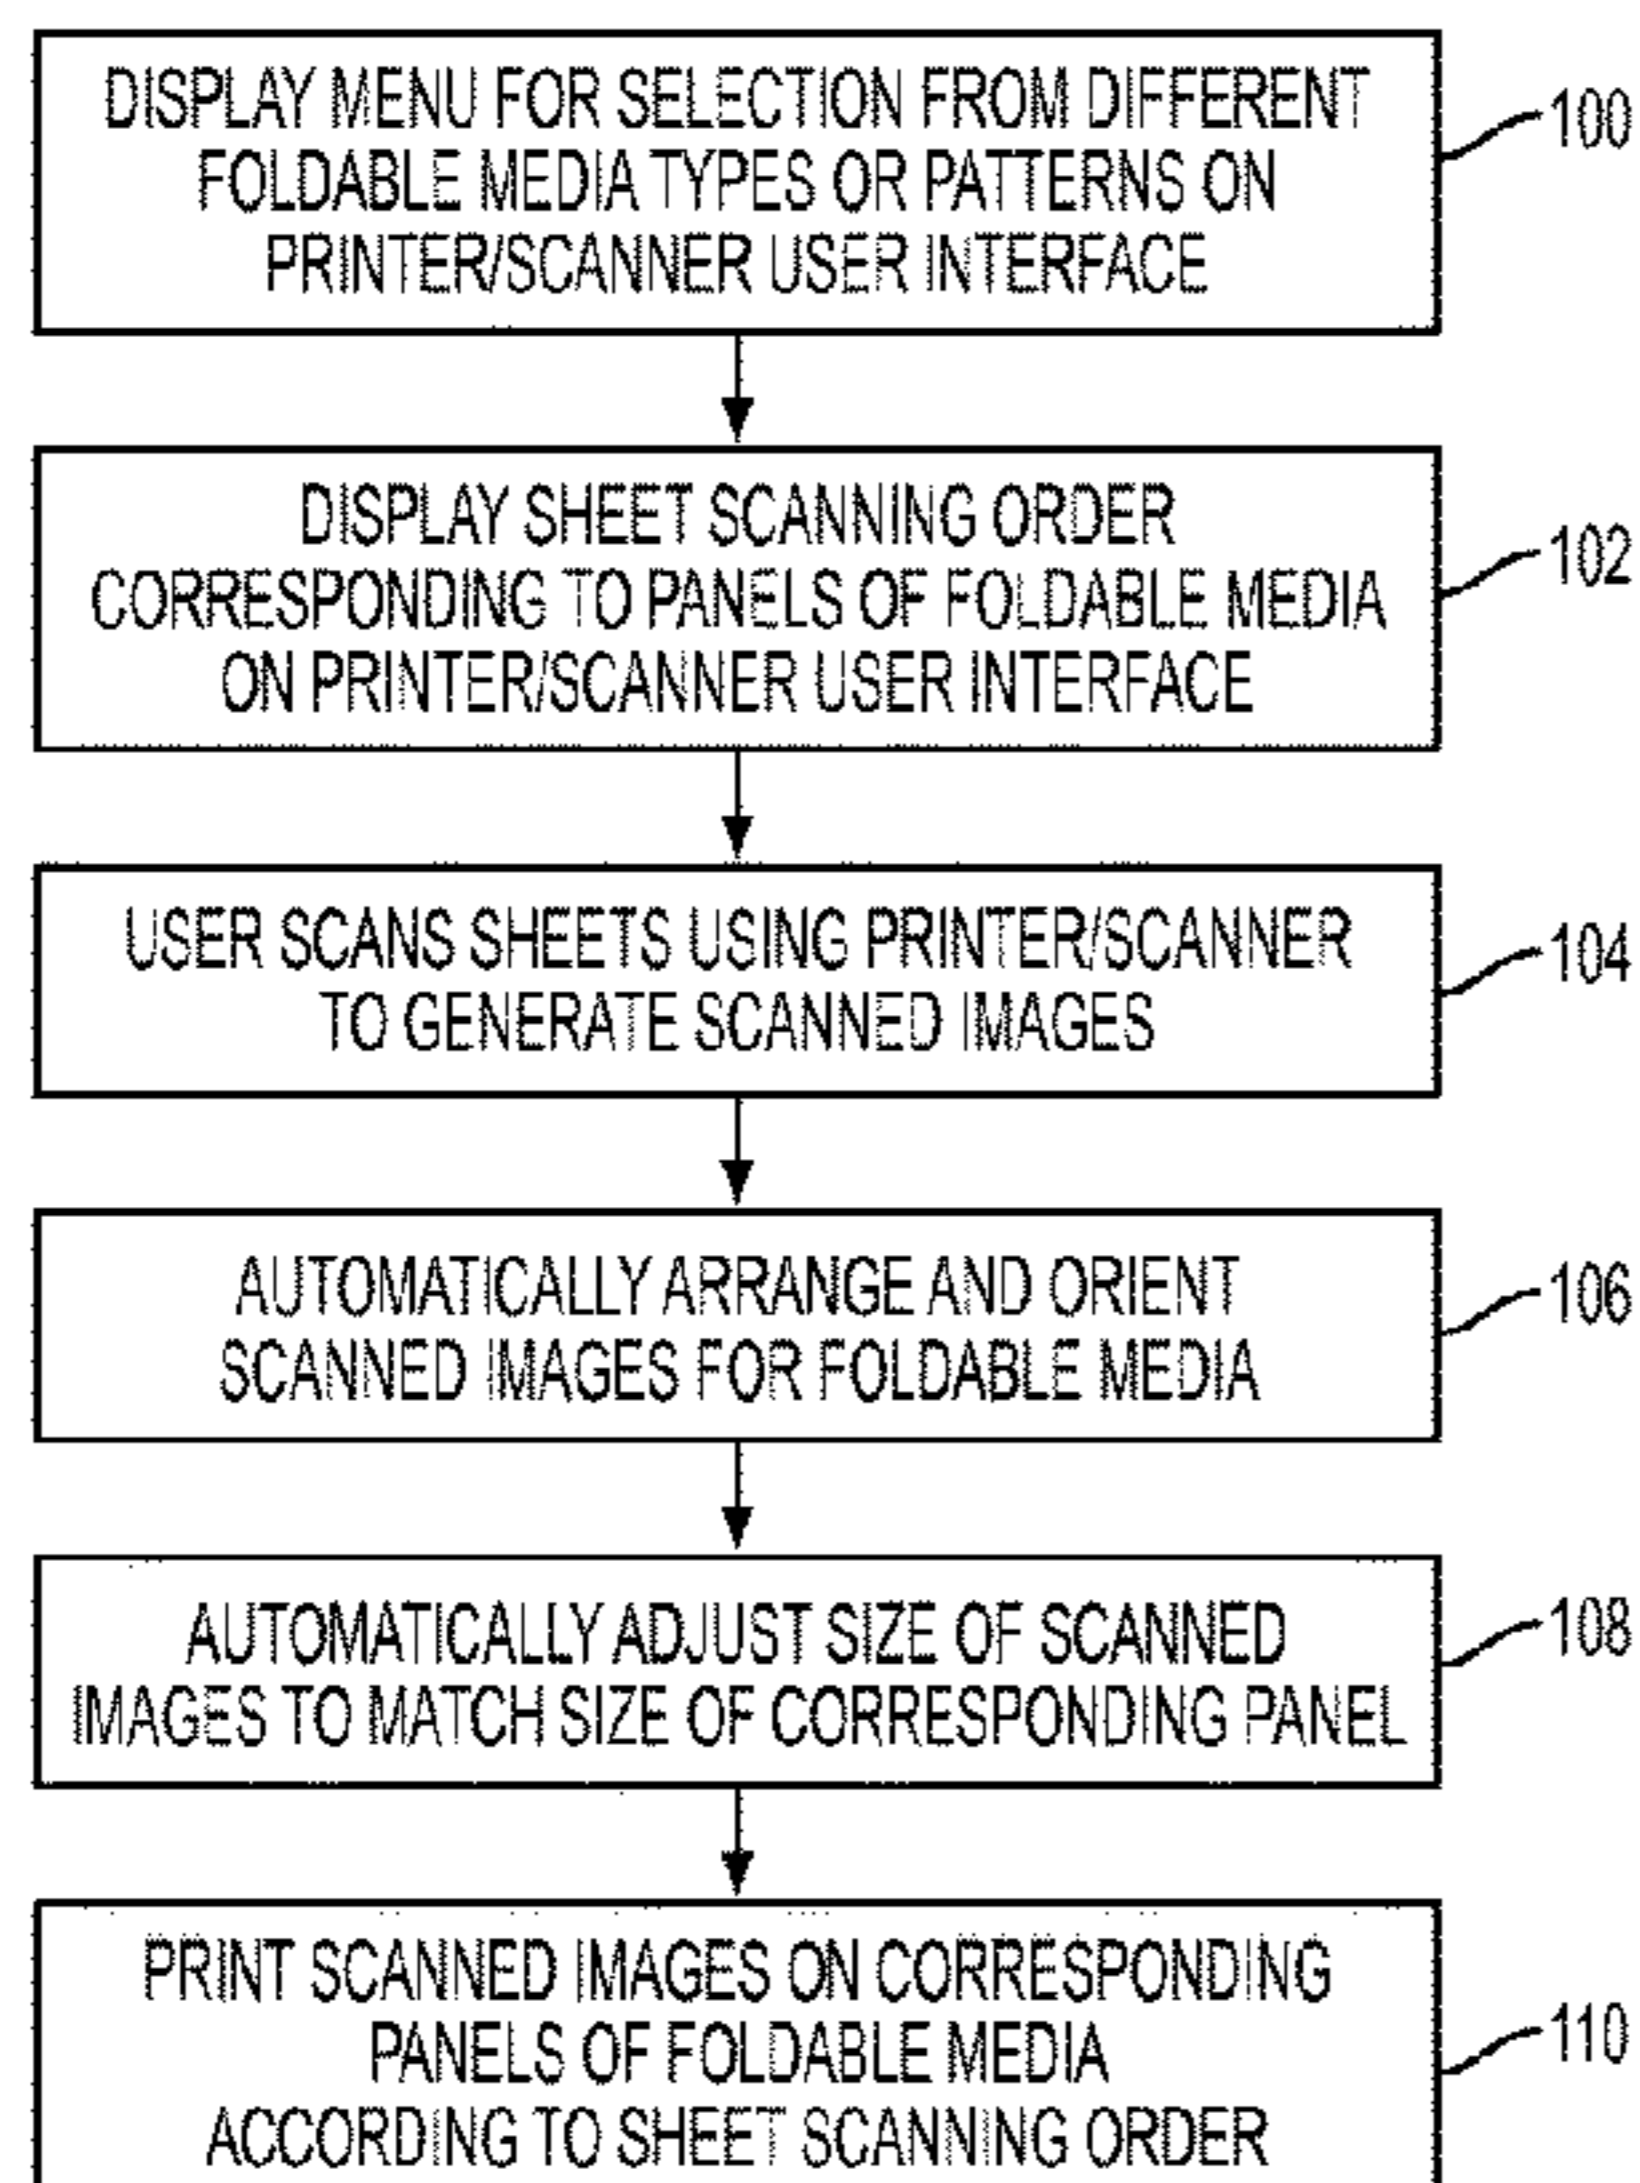 DISPLAY MENU FOR SELECTION FROM DIFFERENT
FOLDABLE MEDIA TYPES OR PATTERNS ON
PRINTER/SCANNER USER INTERFACE
100
DISPLAY SHEET SCANNING ORDER
CORRESPONDING TO PANELS OF FOLDABLE MEDIA
ON PRINTER/SCANNER USER INTERFACE
102
USER SCANS SHEETS USING PRINTER/SCANNER
TO GENERATE SCANNED IMAGES
104
AUTOMATICALLY ARRANGE AND ORIENT
SCANNED IMAGES FOR FOLDABLE MEDIA
106
AUTOMATICALLY ADJUST SIZE OF SCANNED
IMAGES TO MATCH SIZE OF CORRESPONDING PANEL
108
PRINT SCANNED IMAGES ON CORRESPONDING
PANELS OF FOLDABLE MEDIA
ACCORDING TO SHEET SCANNING ORDER
110